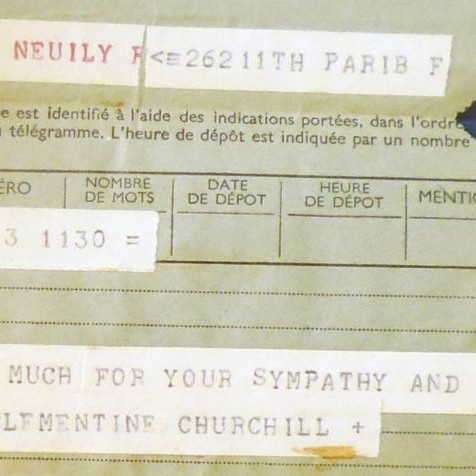 NEUILY F<≡26211TH PARIB F
e est identifié à l'aide des indications portées, dans l'ordre
télégramme. L'heure de dépôt est indiquée par un nombre
ÉRO NOMBRE DE MOTS DATE DE DÉPOT HEURE DE DÉPOT MENTIO
3 1130 =
MUCH FOR YOUR SYMPATHY AND
LEMENTINE CHURCHILL +